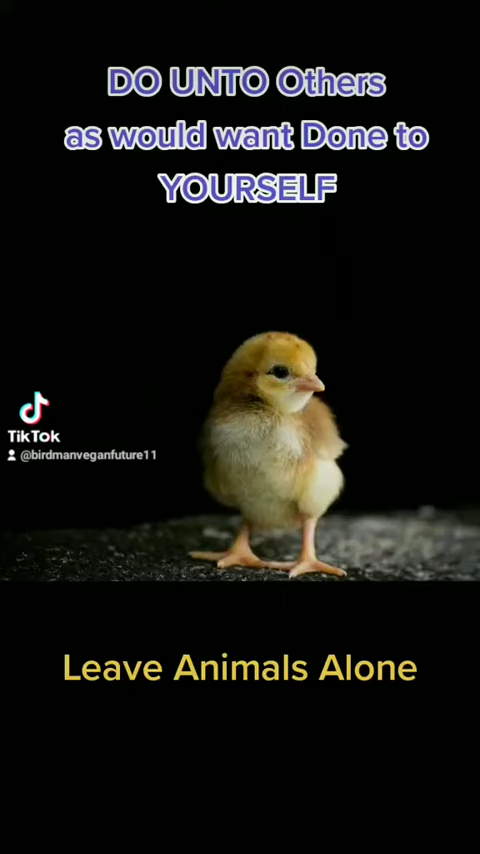 DO UNTO Others
as would want Done to
YOURSELF
TikTok
@birdmanveganfuture11
Leave Animals Alone